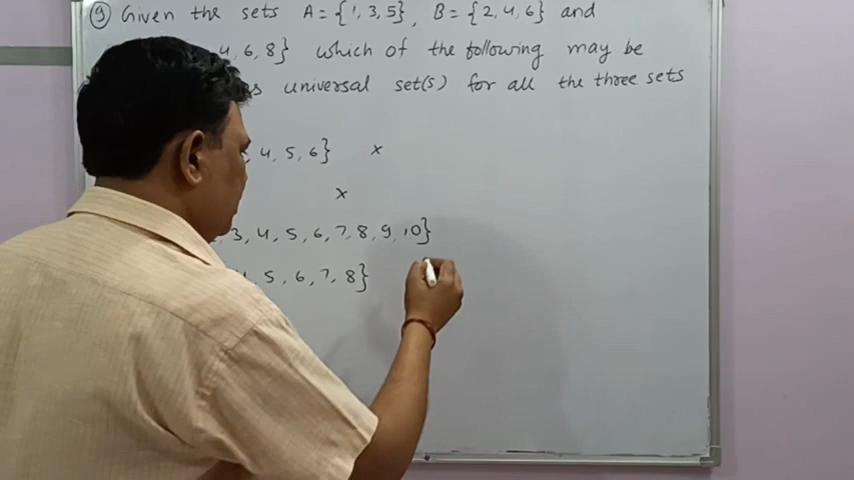 ⑨ Given the sets A = {1, 3, 5}, B = {2, 4, 6} and
4, 6, 8} which of the following may be
universal set(s) for all the three sets
4, 5, 6} ×
×
3, 4, 5, 6, 7, 8, 9, 10}
5, 6, 7, 8}